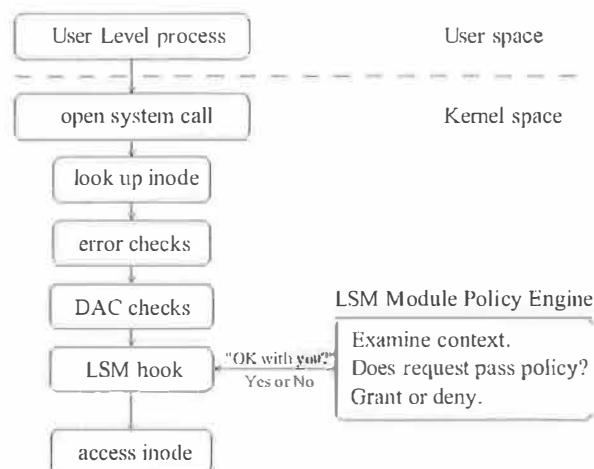 User Level process
User space
open system call
Kernel space
look up inode
error checks
DAC checks
LSM Module Policy Engine
LSM hook
"OK with you?"
Yes or No
Examine context.
Does request pass policy?
Grant or deny.
access inode